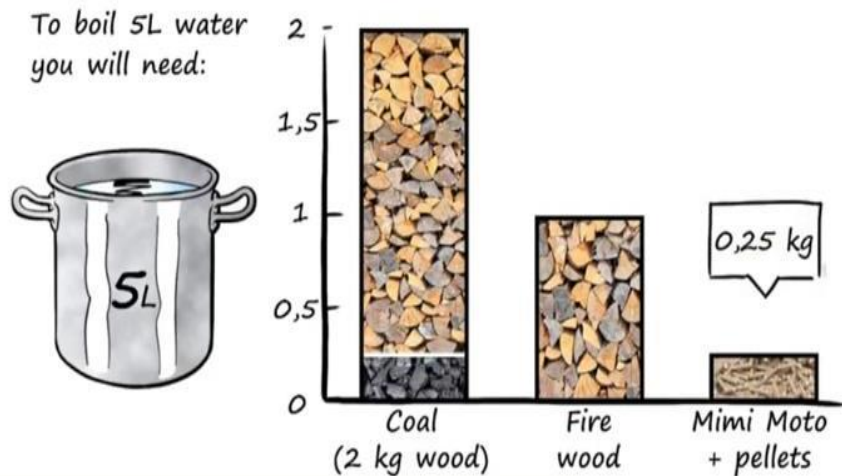 To boil 5L water
you will need:
5L
2
1,5
1
0,5
0
0,25 kg
Coal
(2 kg wood)
Fire
wood
Mimi Moto
+ pellets